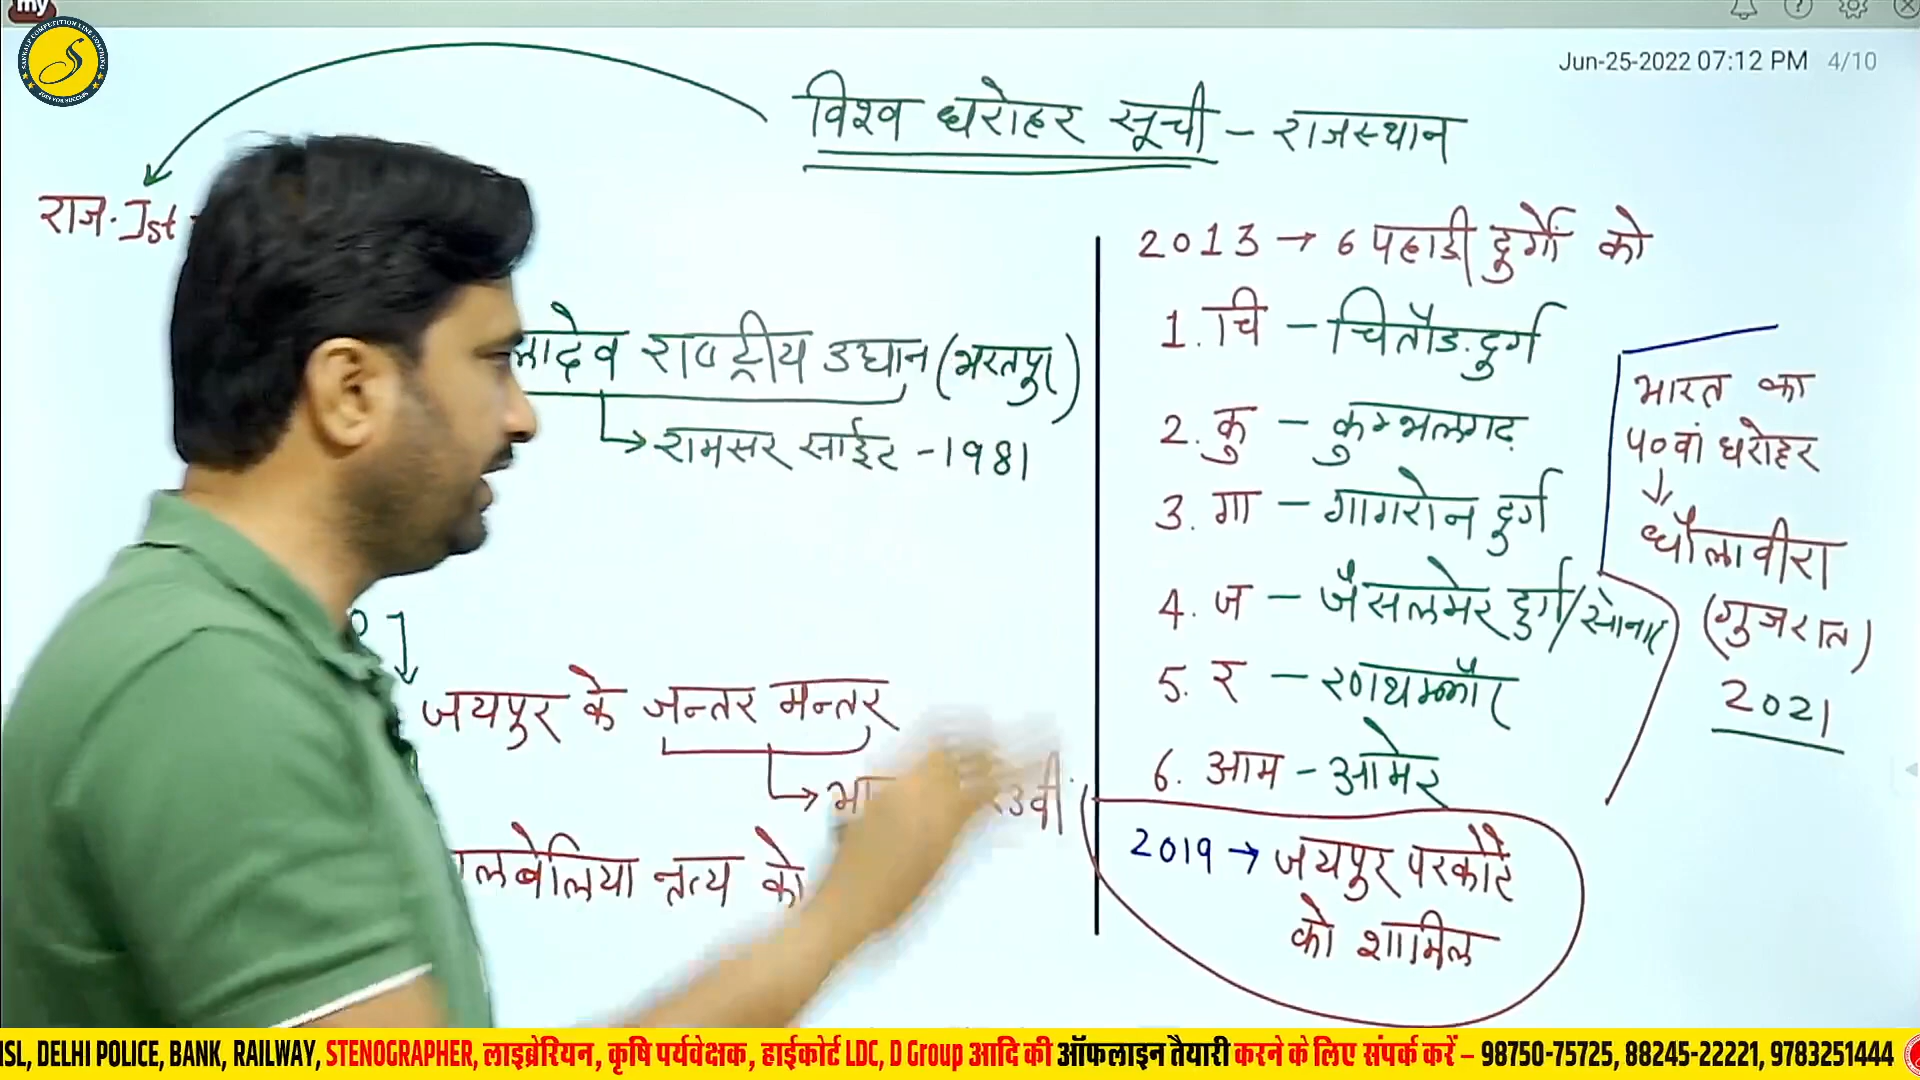 my
Jun-25-2022 07:12 PM 4/10
विश्व धरोहर सूची – राजस्थान
राज. Ist
लादेव राष्ट्रीय उद्यान (भरतपुर)
रामसर साईट – 1981
जयपुर के जन्तर मन्तर
लबेलिया नृत्य को
2013 → 6 पहाडी दुर्गों को
1. चि – चितौड. दुर्ग
2. कु – कुम्भलगढ़
3. गा – गागरोन दुर्ग
4. ज – जैसलमेर दुर्ग/सोनार
5. र – रणथम्भौर
6. आम – आमेर
2019 → जयपुर परकोटे
को शामिल
भारत का
40वां धरोहर
↓
धौलावीरा
(गुजरात)
2021
SL, DELHI POLICE, BANK, RAILWAY, STENOGRAPHER, लाइब्रेरियन, कृषि पर्यवेक्षक, हाईकोर्ट LDC, D Group आदि की ऑफलाइन तैयारी करने के लिए संपर्क करें – 98750-75725, 88245-22221, 9783251444